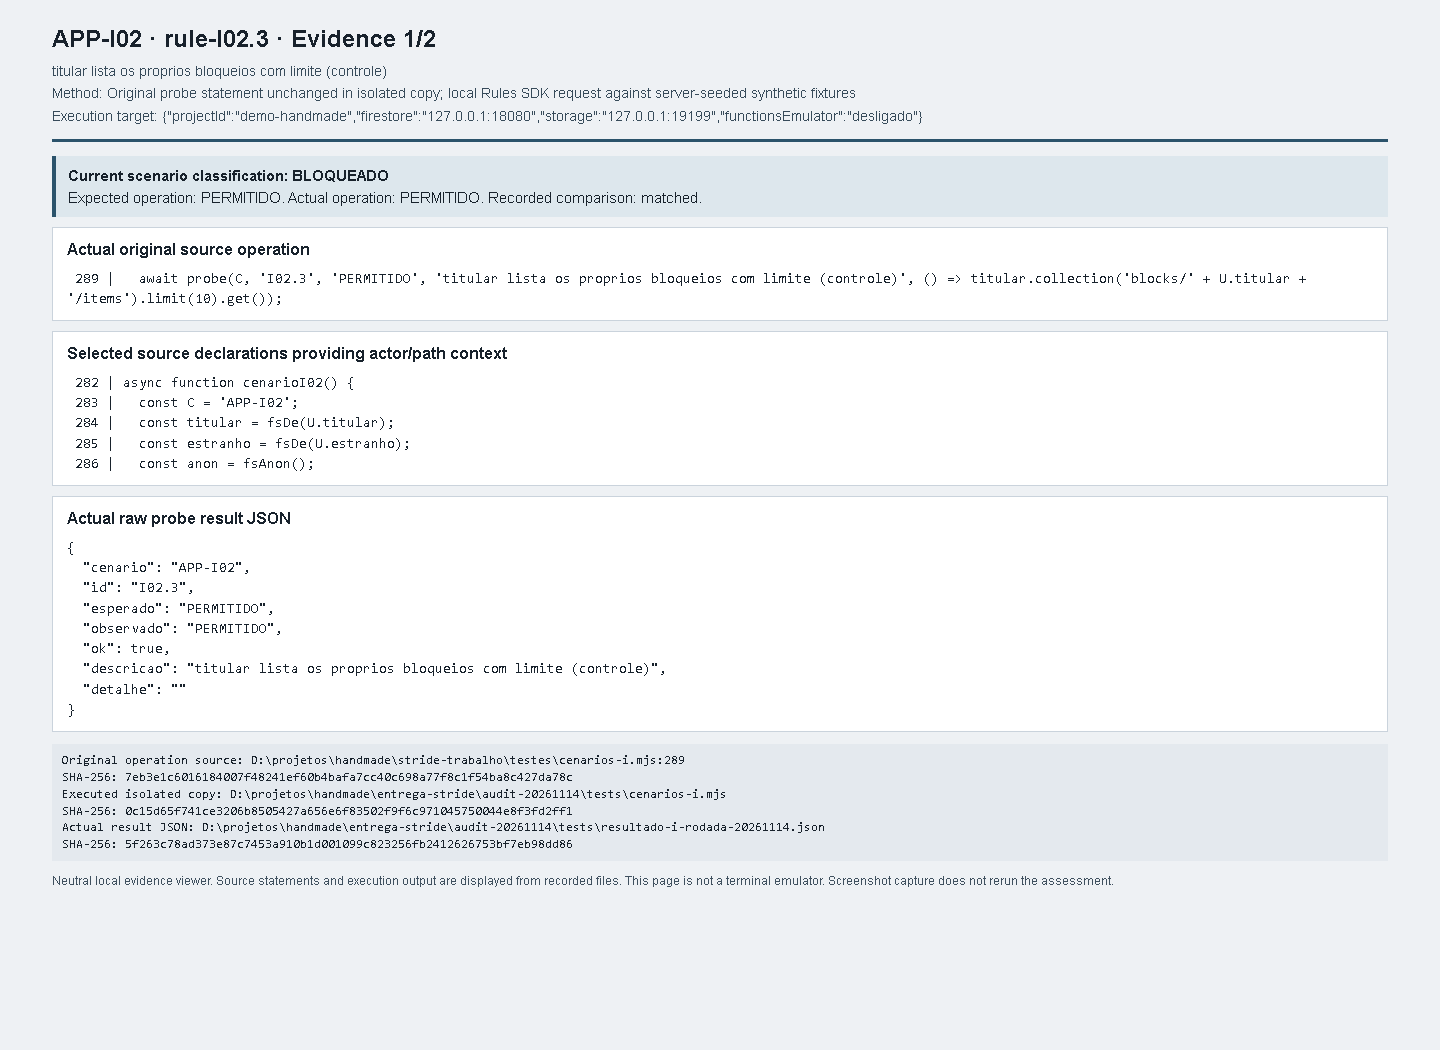 APP-I02 · rule-I02.3 · Evidence 1/2
titular lista os proprios bloqueios com limite (controle)
Method: Original probe statement unchanged in isolated copy; local Rules SDK request against server-seeded synthetic fixtures
Execution target: {"projectId":"demo-handmade","firestore":"127.0.0.1:18080","storage":"127.0.0.1:19199","functionsEmulator":"desligado"}
Current scenario classification: BLOQUEADO
Expected operation: PERMITIDO. Actual operation: PERMITIDO. Recorded comparison: matched.
Actual original source operation
289 |   await probe(C, 'I02.3', 'PERMITIDO', 'titular lista os proprios bloqueios com limite (controle)', () => titular.collection('blocks/' + U.titular +
'/items').limit(10).get());
Selected source declarations providing actor/path context
282 | async function cenarioI02() {
283 |   const C = 'APP-I02';
284 |   const titular = fsDe(U.titular);
285 |   const estranho = fsDe(U.estranho);
286 |   const anon = fsAnon();
Actual raw probe result JSON
{
  "cenario": "APP-I02",
  "id": "I02.3",
  "esperado": "PERMITIDO",
  "observado": "PERMITIDO",
  "ok": true,
  "descricao": "titular lista os proprios bloqueios com limite (controle)",
  "detalhe": ""
}
Original operation source: D:\projetos\handmade\stride-trabalho\testes\cenarios-i.mjs:289
SHA-256: 7eb3e1c6016184007f48241ef60b4bafa7cc40c698a77f8c1f54ba8c427da78c
Executed isolated copy: D:\projetos\handmade\entrega-stride\audit-20261114\tests\cenarios-i.mjs
SHA-256: 0c15d65f741ce3206b8505427a656e6f83502f9f6c971045750044e8f3fd2ff1
Actual result JSON: D:\projetos\handmade\entrega-stride\audit-20261114\tests\resultado-i-rodada-20261114.json
SHA-256: 5f263c78ad373e87c7453a910b1d001099c823256fb2412626753bf7eb98dd86
Neutral local evidence viewer. Source statements and execution output are displayed from recorded files. This page is not a terminal emulator. Screenshot capture does not rerun the assessment.